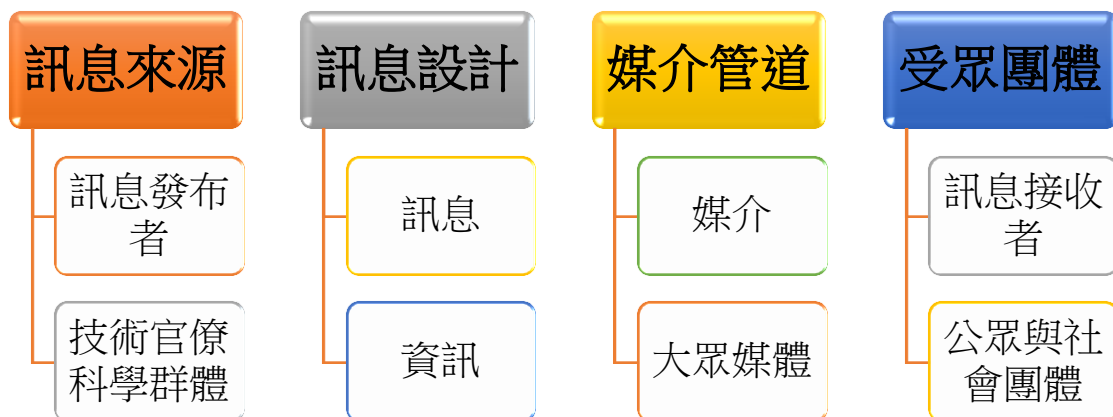 訊息來源
訊息發布
者
技術官僚
科學群體
訊息設計
訊息
資訊
媒介管道
媒介
大眾媒體
受眾團體
訊息接收
者
公眾與社
會團體